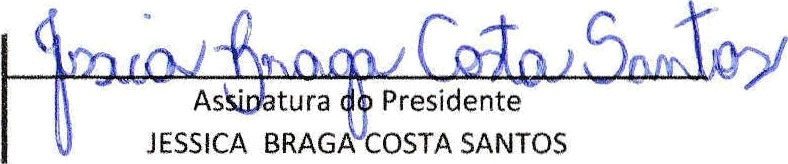 Jessica Braga Costa Santos
Assinatura do Presidente
JESSICA BRAGA COSTA SANTOS